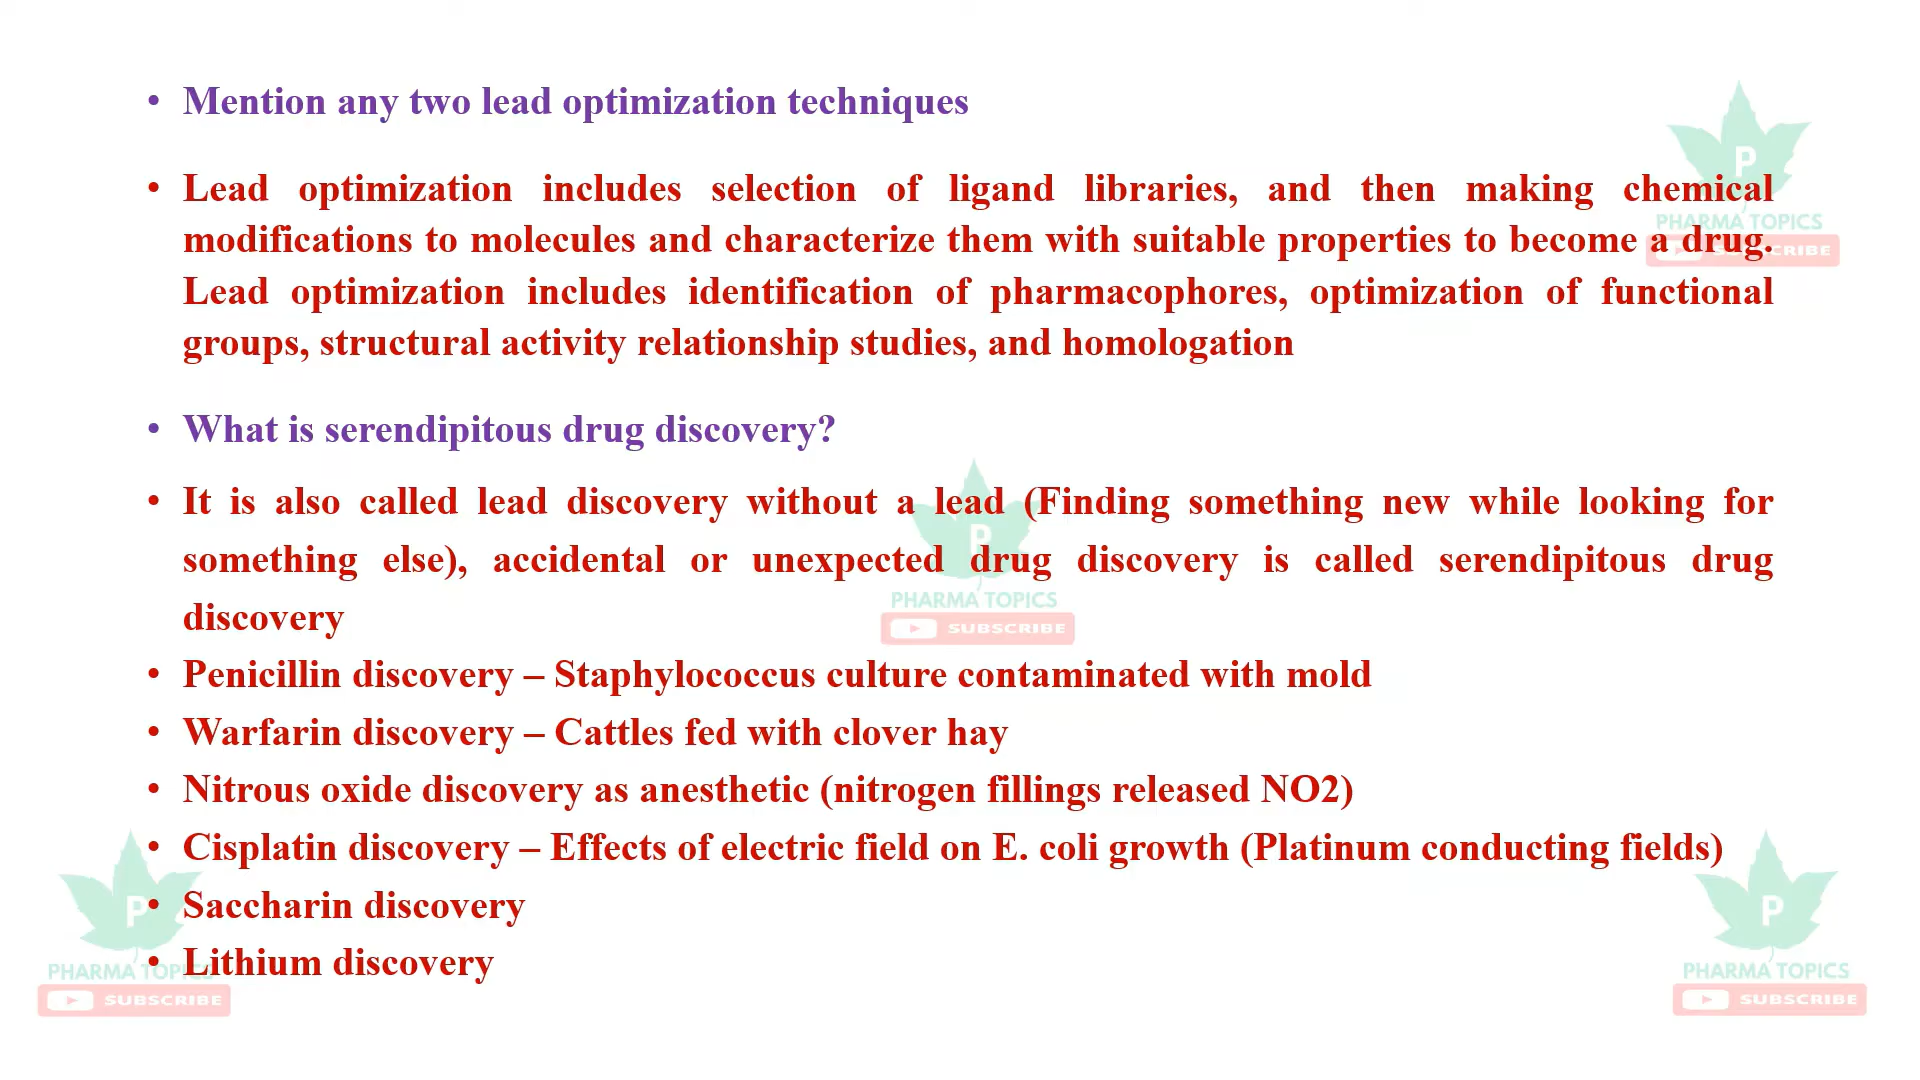 • Mention any two lead optimization techniques
• Lead optimization includes selection of ligand libraries, and then making chemical
modifications to molecules and characterize them with suitable properties to become a drug.
Lead optimization includes identification of pharmacophores, optimization of functional
groups, structural activity relationship studies, and homologation
• What is serendipitous drug discovery?
• It is also called lead discovery without a lead (Finding something new while looking for
something else), accidental or unexpected drug discovery is called serendipitous drug
discovery
• Penicillin discovery – Staphylococcus culture contaminated with mold
• Warfarin discovery – Cattles fed with clover hay
• Nitrous oxide discovery as anesthetic (nitrogen fillings released NO2)
• Cisplatin discovery – Effects of electric field on E. coli growth (Platinum conducting fields)
• Saccharin discovery
• Lithium discovery
P
PHARMA TOPICS
SUBSCRIBE
P
PHARMA TOPICS
SUBSCRIBE
P
PHARMA TOPICS
SUBSCRIBE
P
PHARMA TOPICS
SUBSCRIBE